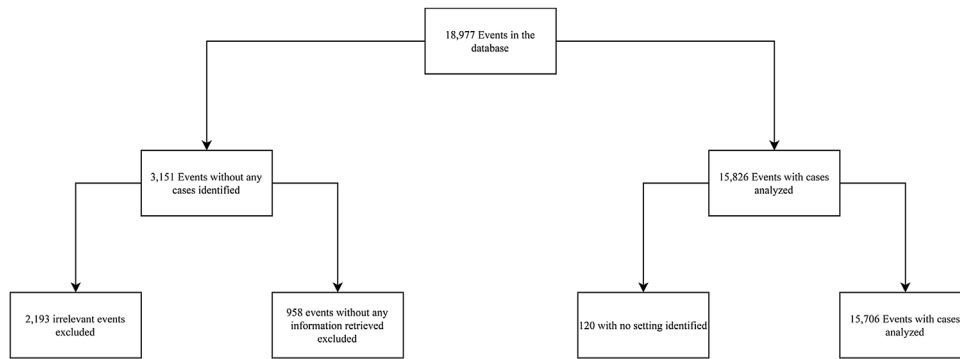 18,977 Events in the
database
3,151 Events without any
cases identified
15,826 Events with cases
analyzed
2,193 irrelevant events
excluded
958 events without any
information retrieved
excluded
120 with no setting identified
15,706 Events with cases
analyzed